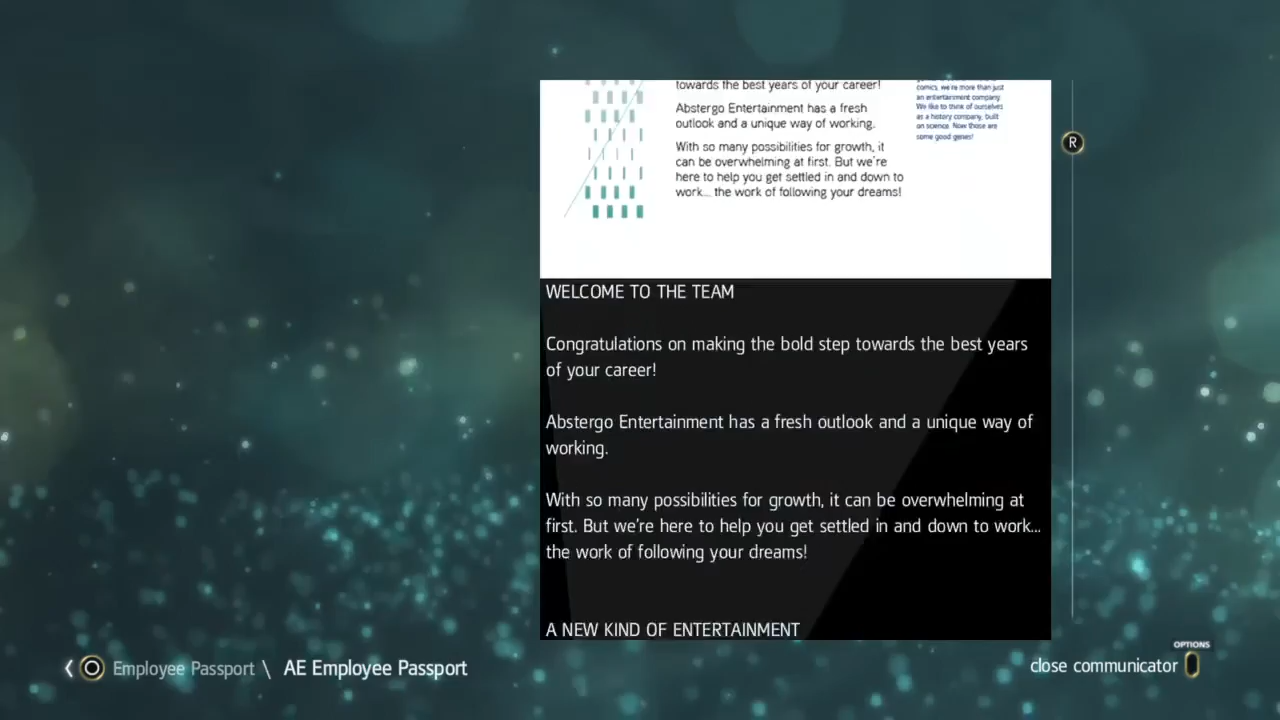 towards the best years of your career!
Abstergo Entertainment has a fresh
outlook and a unique way of working.
With so many possibilities for growth, it
can be overwhelming at first. But we're
here to help you get settled in and down to
work... the work of following your dreams!
comics, we're more than just
an entertainment company.
We like to think of ourselves
as a history company, built
on science. Now those are
some good genes!
R
WELCOME TO THE TEAM
Congratulations on making the bold step towards the best years
of your career!
Abstergo Entertainment has a fresh outlook and a unique way of
working.
With so many possibilities for growth, it can be overwhelming at
first. But we're here to help you get settled in and down to work...
the work of following your dreams!
A NEW KIND OF ENTERTAINMENT
Employee Passport \ AE Employee Passport
OPTIONS
close communicator